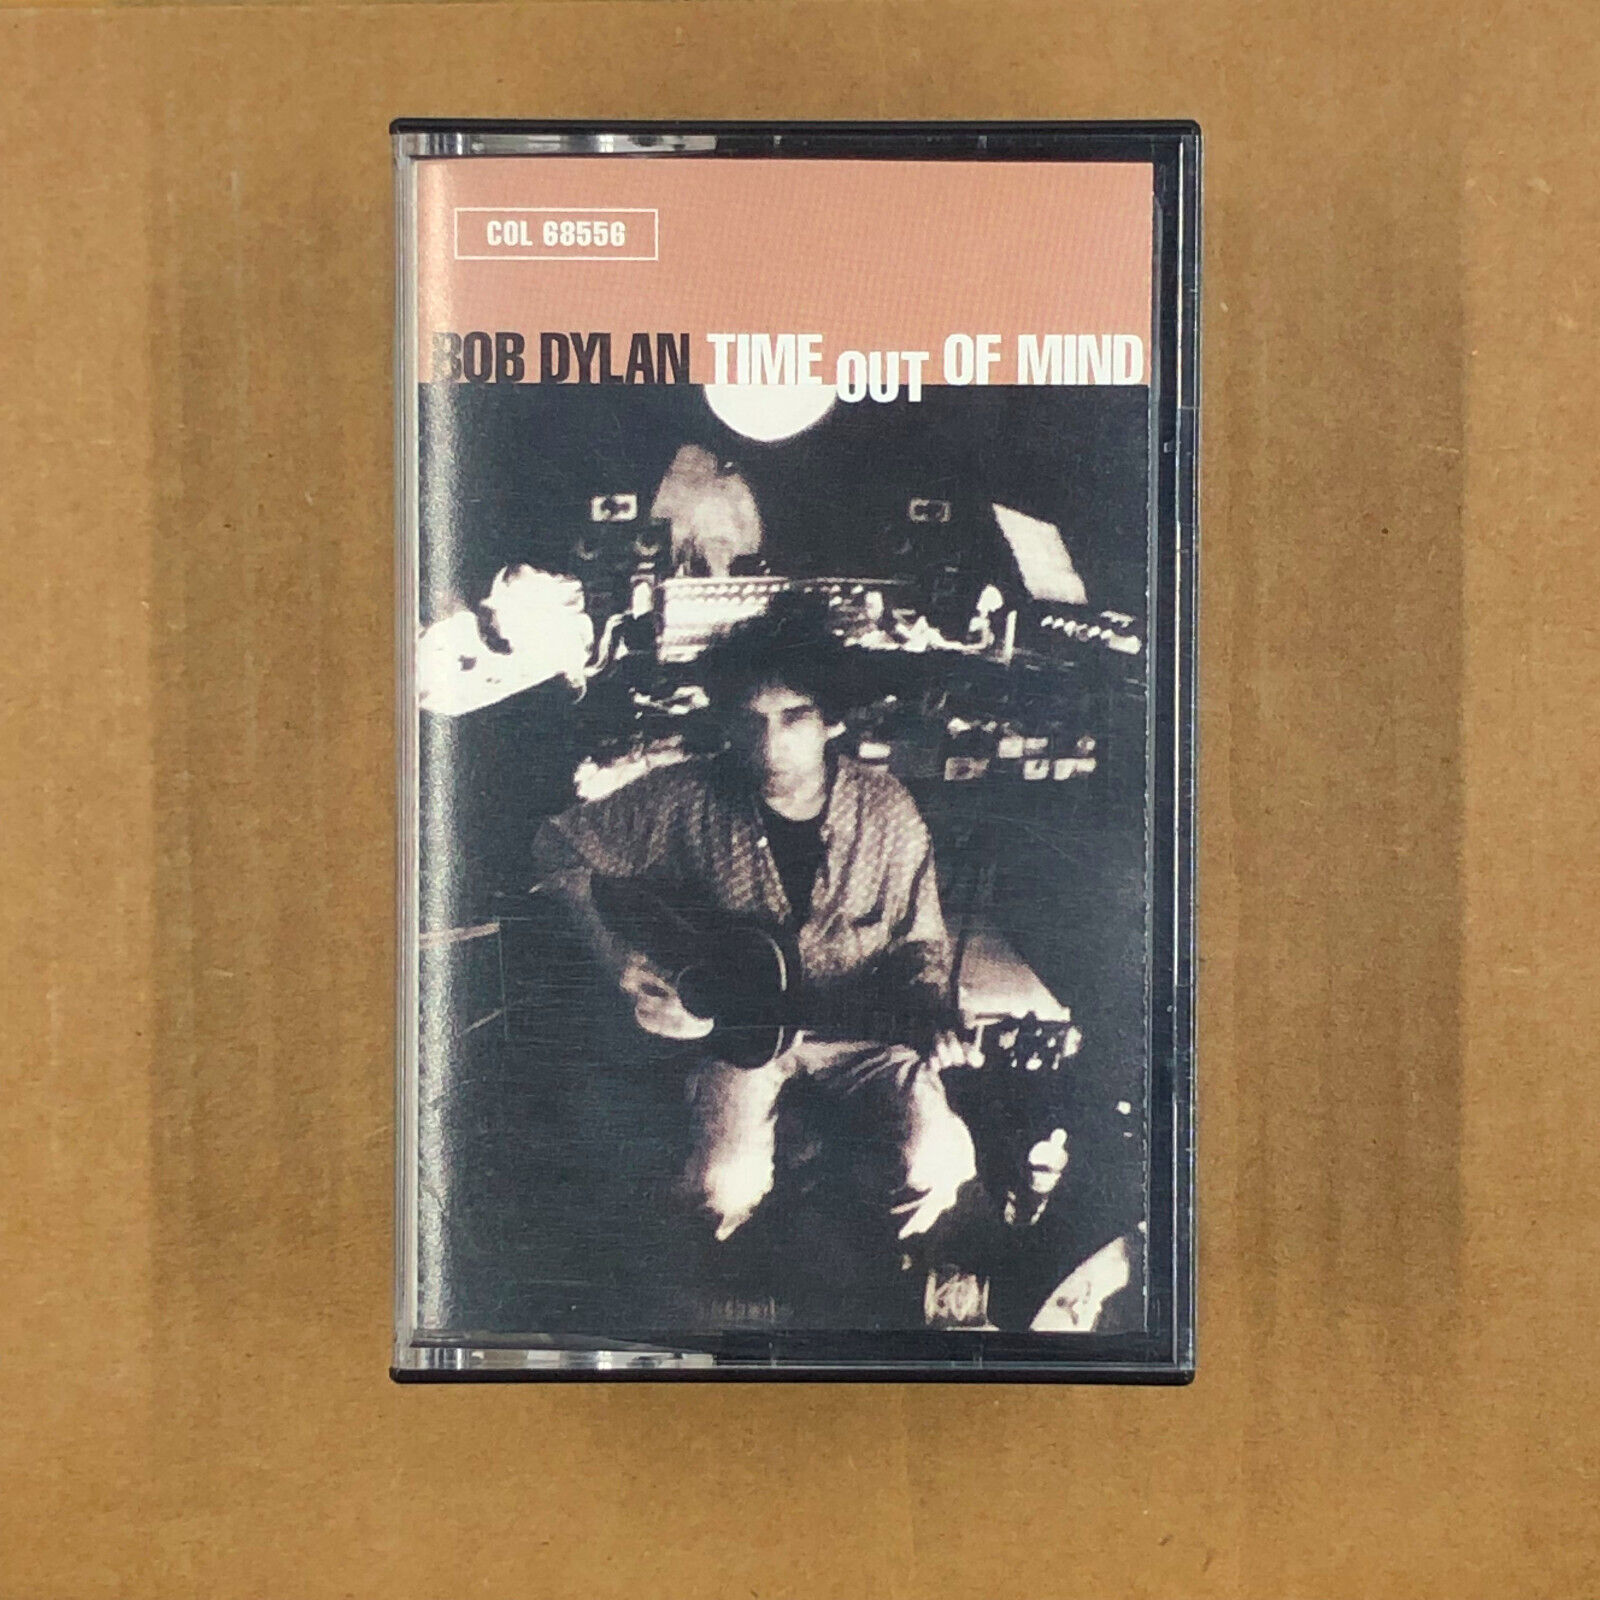 COL 68556
BOB DYLAN TIME OUT OF MIND